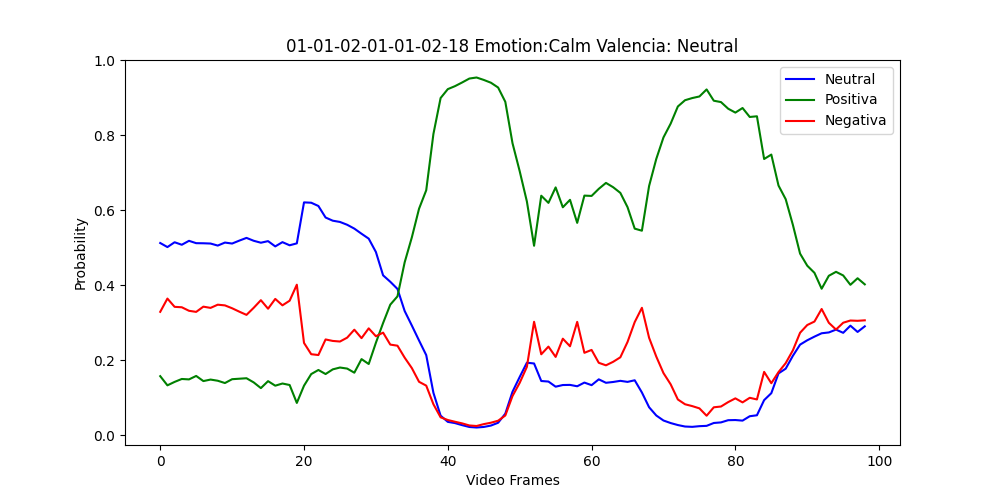 01-01-02-01-01-02-18 Emotion:Calm Valencia: Neutral
1.0
0.8
0.6
0.4
0.2
0.0
Probability
0
20
40
60
80
100
Video Frames
Neutral
Positiva
Negativa